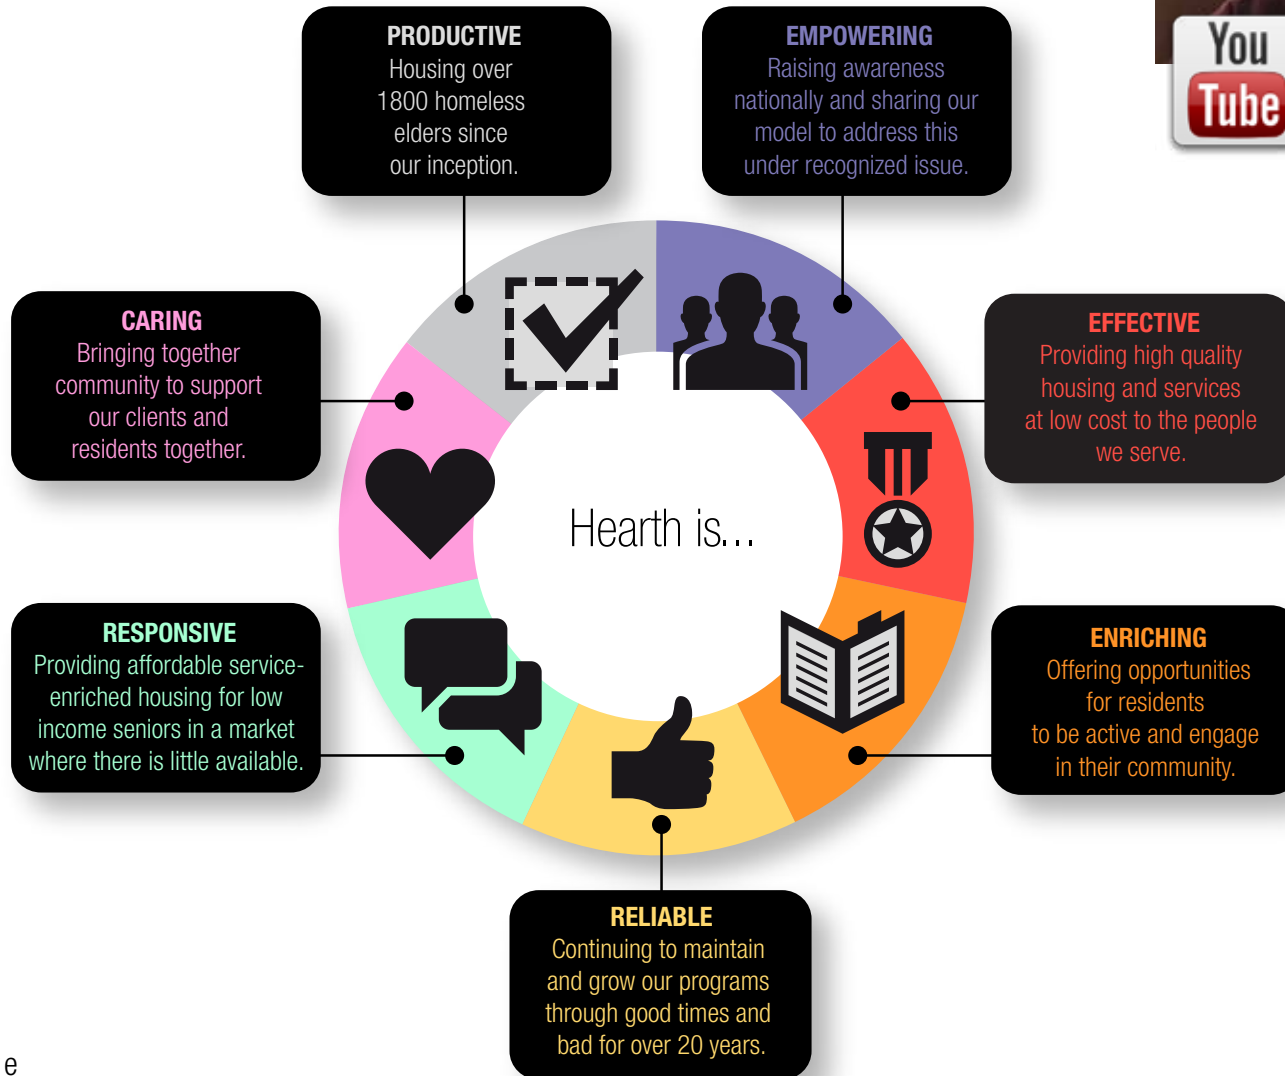 PRODUCTIVE
Housing over
1800 homeless
elders since
our inception.
EMPOWERING
Raising awareness
nationally and sharing our
model to address this
under recognized issue.
You
Tube
CARING
Bringing together
community to support
our clients and
residents together.
EFFECTIVE
Providing high quality
housing and services
at low cost to the people
we serve.
Hearth is...
RESPONSIVE
Providing affordable service-
enriched housing for low
income seniors in a market
where there is little available.
ENRICHING
Offering opportunities
for residents
to be active and engage
in their community.
RELIABLE
Continuing to maintain
and grow our programs
through good times and
bad for over 20 years.
e